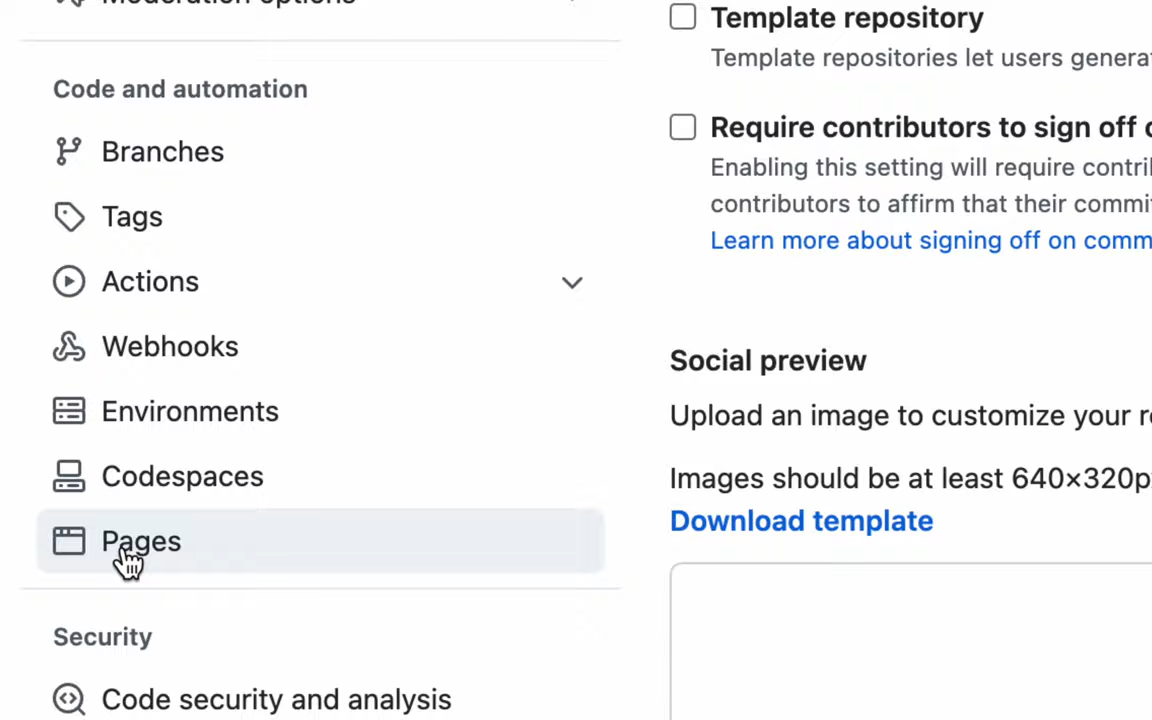 Moderation options
Code and automation
Branches
Tags
Actions
Webhooks
Environments
Codespaces
Pages
Security
Code security and analysis
Template repository
Template repositories let users genera
Require contributors to sign off
Enabling this setting will require contri
contributors to affirm that their commi
Learn more about signing off on comm
Social preview
Upload an image to customize your r
Images should be at least 640×320p
Download template